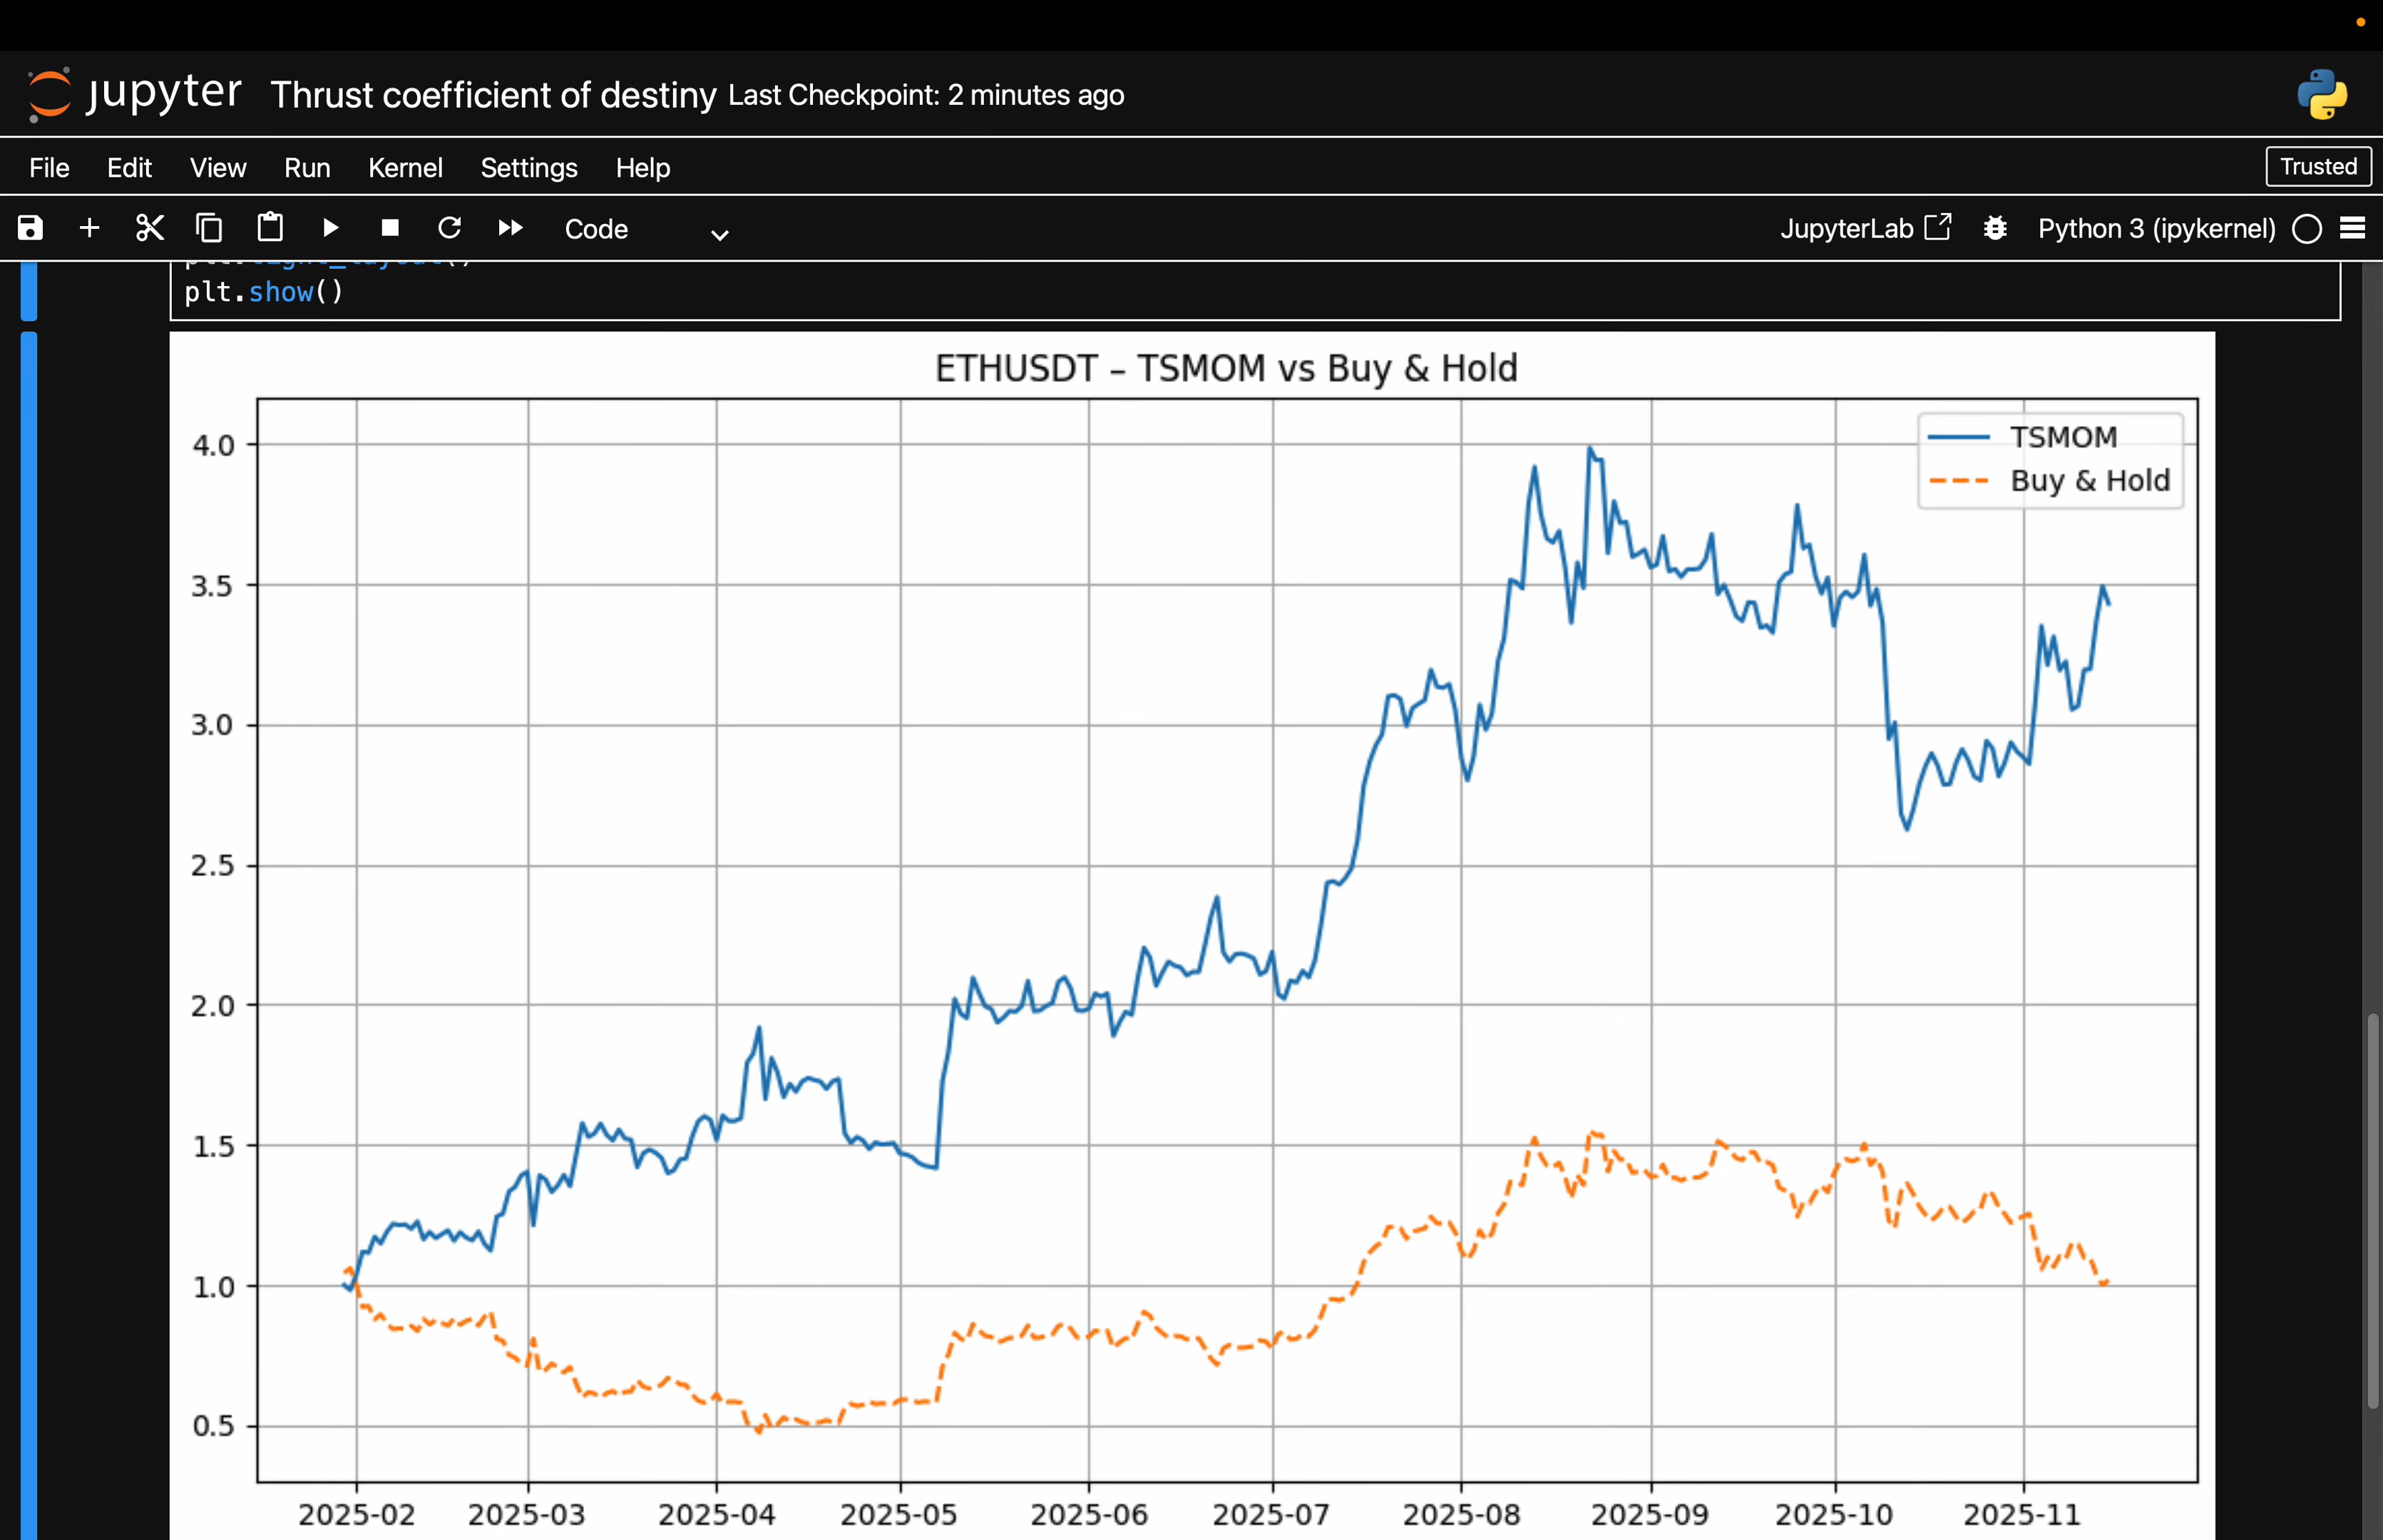 jupyter Thrust coefficient of destiny Last Checkpoint: 2 minutes ago
File Edit View Run Kernel Settings Help
Trusted
Code
JupyterLab
Python 3 (ipykernel)
plt.tight_layout()
plt.show()
ETHUSDT – TSMOM vs Buy & Hold
TSMOM
Buy & Hold
4.0
3.5
3.0
2.5
2.0
1.5
1.0
0.5
2025-02 2025-03 2025-04 2025-05 2025-06 2025-07 2025-08 2025-09 2025-10 2025-11